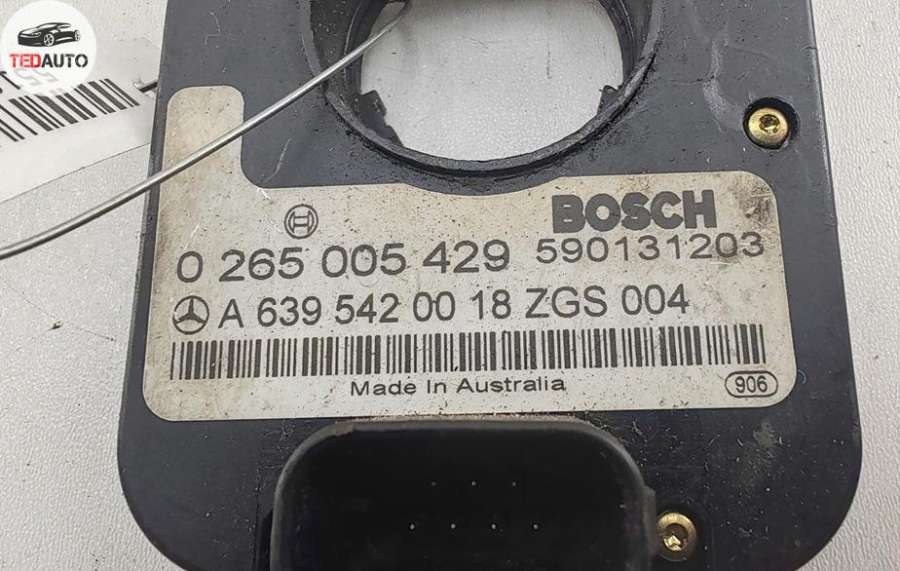 TEDAUTO
BOSCH
0 265 005 429 590131203
A 639 542 00 18 ZGS 004
Made In Australia
906